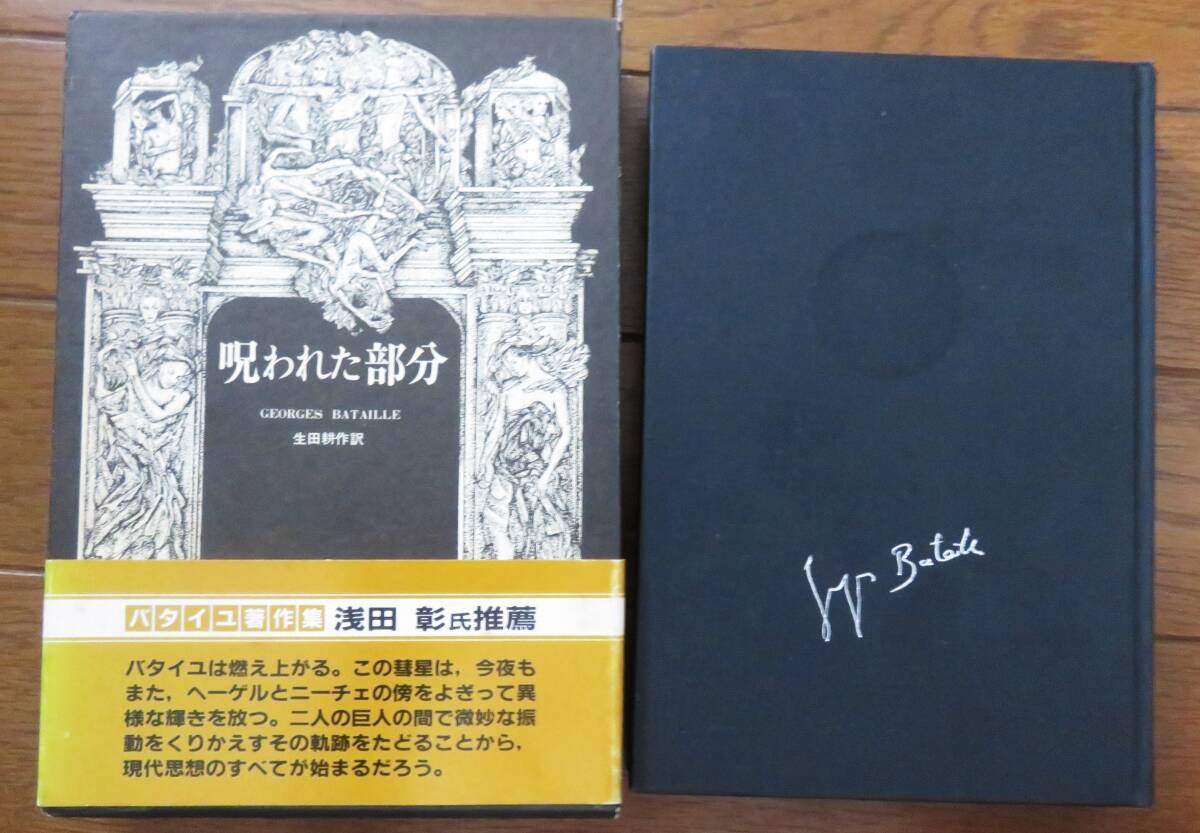 呪われた部分
GEORGES BATAILLE
生田耕作訳
バタイユ著作集 浅田 彰氏推薦
バタイユは燃え上がる。この彗星は，今夜も
また，ヘーゲルとニーチェの傍をよぎって異
様な輝きを放つ。二人の巨人の間で微妙な振
動をくりかえすその軌跡をたどることから，
現代思想のすべてが始まるだろう。